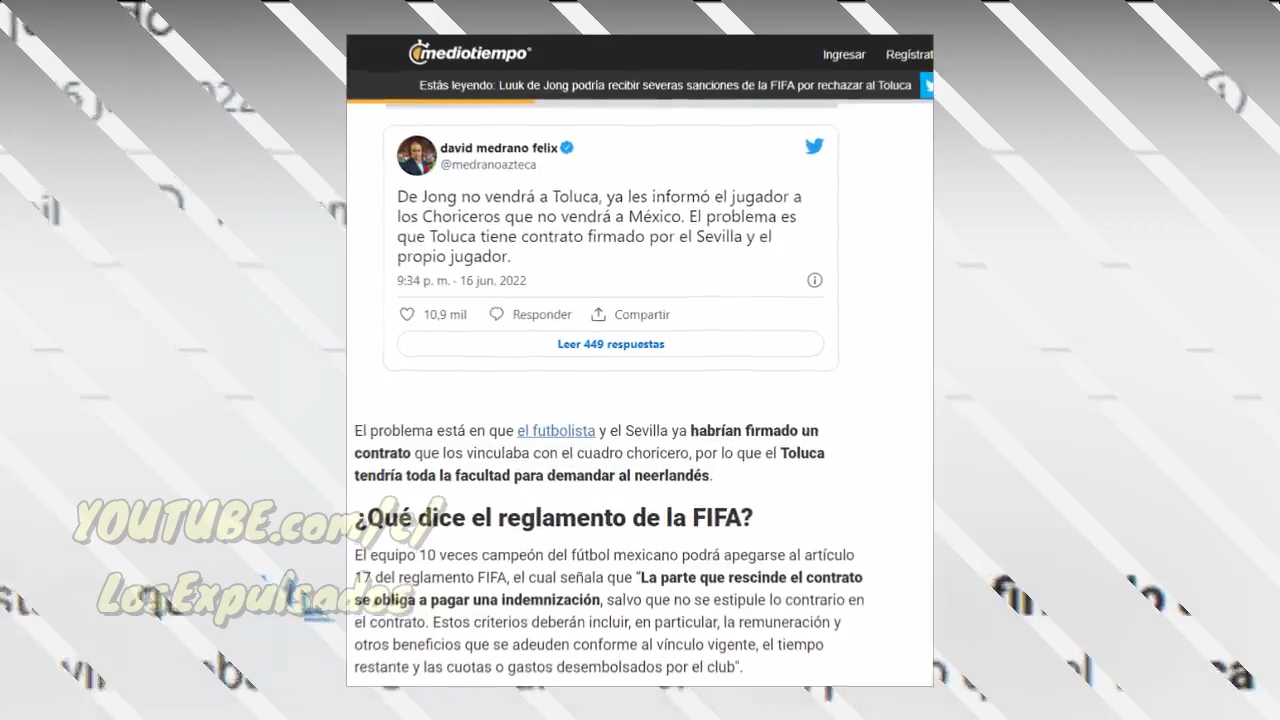 mediotiempo
Ingresar Regístrat
Estás leyendo: Luuk de Jong podría recibir severas sanciones de la FIFA por rechazar al Toluca
david medrano felix
@medranoazteca
De Jong no vendrá a Toluca, ya les informó el jugador a
los Choriceros que no vendrá a México. El problema es
que Toluca tiene contrato firmado por el Sevilla y el
propio jugador.
9:34 p. m. · 16 jun. 2022
10,9 mil Responder Compartir
Leer 449 respuestas
El problema está en que el futbolista y el Sevilla ya habrían firmado un
contrato que los vinculaba con el cuadro choricero, por lo que el Toluca
tendría toda la facultad para demandar al neerlandés.
¿Qué dice el reglamento de la FIFA?
El equipo 10 veces campeón del fútbol mexicano podrá apegarse al artículo
17 del reglamento FIFA, el cual señala que "La parte que rescinde el contrato
se obliga a pagar una indemnización, salvo que no se estipule lo contrario en
el contrato. Estos criterios deberán incluir, en particular, la remuneración y
otros beneficios que se adeuden conforme al vínculo vigente, el tiempo
restante y las cuotas o gastos desembolsados por el club".
YOUTUBE.com/c/
LosExpulsados